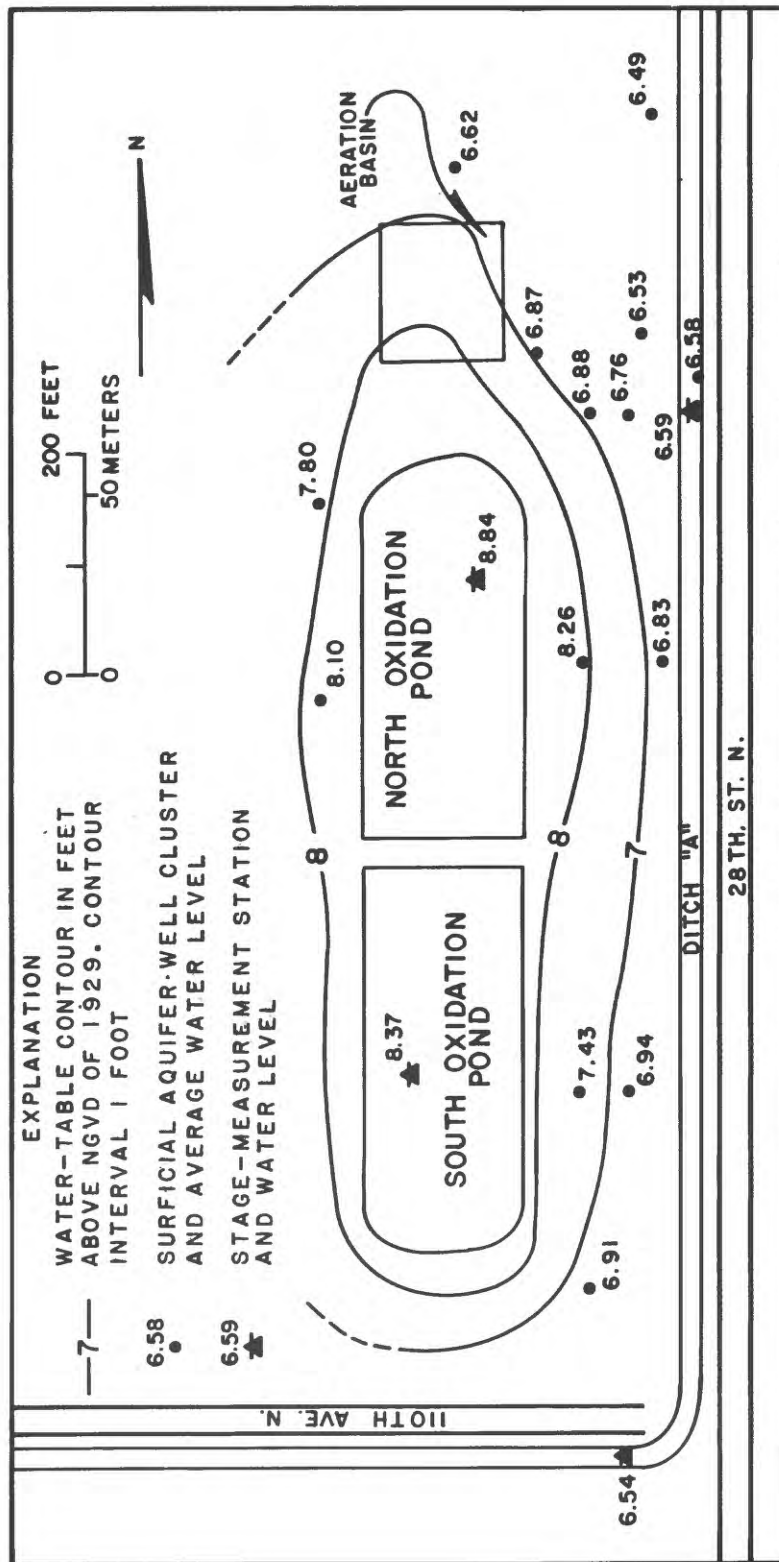 EXPLANATION
—7— WATER-TABLE CONTOUR IN FEET
ABOVE NGVD OF 1929. CONTOUR
INTERVAL 1 FOOT
6.58 SURFICIAL AQUIFER-WELL CLUSTER
AND AVERAGE WATER LEVEL
6.59 STAGE-MEASUREMENT STATION
AND WATER LEVEL
0 200 FEET
0 50 METERS
N
110TH AVE. N.
8
8.10
7.80
AERATION
BASIN
8.37
SOUTH OXIDATION
POND
NORTH OXIDATION
POND
8.84
6.62
8
7
7.43
6.94
6.91
8.26
6.83
6.87
6.88
6.76
6.53
6.49
6.59
6.58
6.54
DITCH "A"
28TH. ST. N.